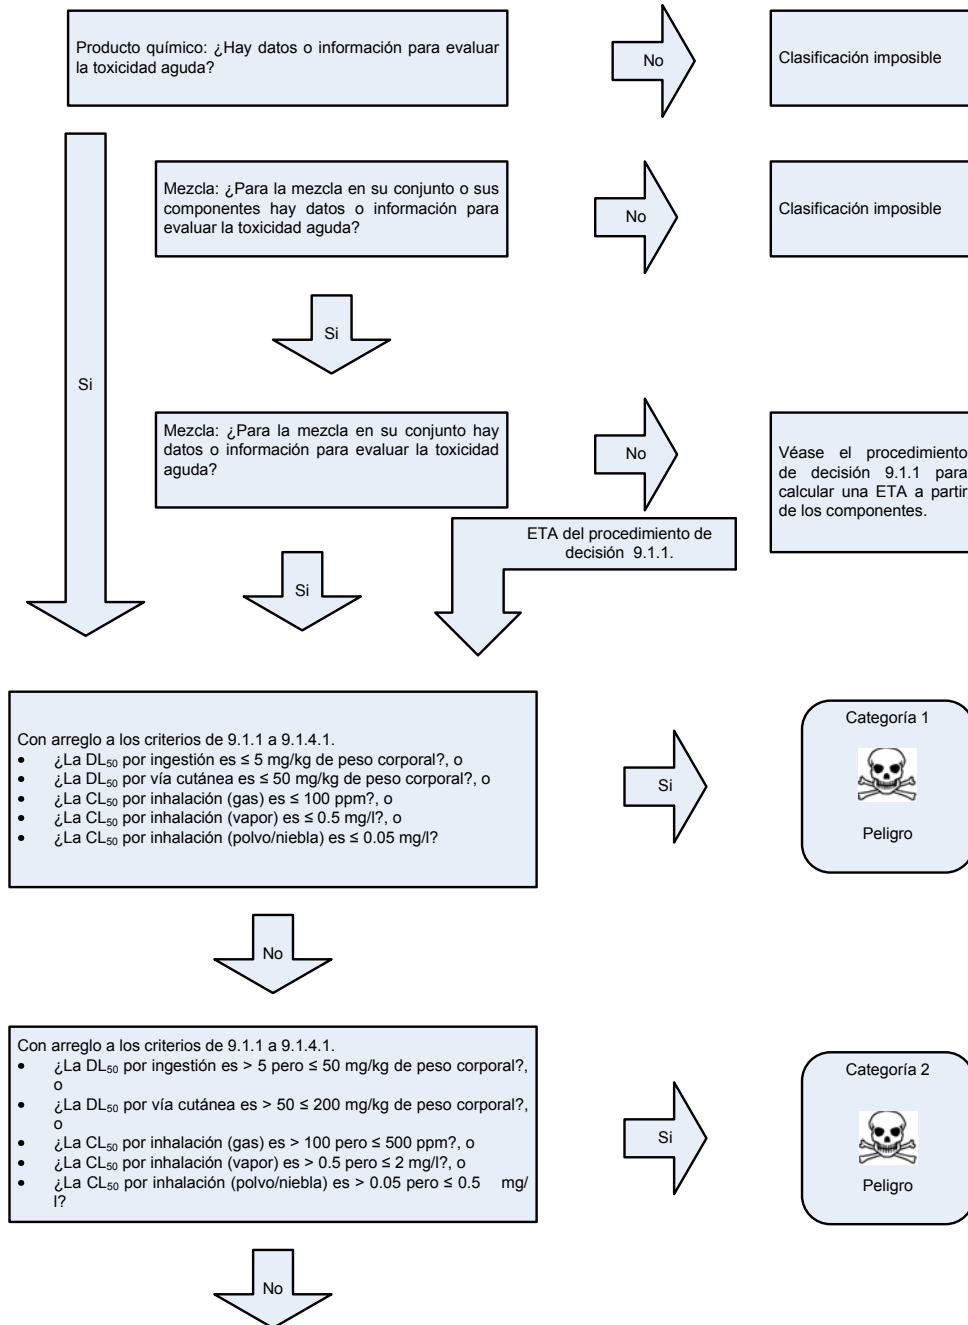 Producto químico: ¿Hay datos o información para evaluar
la toxicidad aguda?
No
Clasificación imposible
Mezcla: ¿Para la mezcla en su conjunto o sus
componentes hay datos o información para
evaluar la toxicidad aguda?
No
Clasificación imposible
Si
Si
Mezcla: ¿Para la mezcla en su conjunto hay
datos o información para evaluar la toxicidad
aguda?
No
Véase el procedimiento
de decisión 9.1.1 para
calcular una ETA a partir
de los componentes.
ETA del procedimiento de
decisión 9.1.1.
Si
Con arreglo a los criterios de 9.1.1 a 9.1.4.1.
• ¿La DL50 por ingestión es ≤ 5 mg/kg de peso corporal?, o
• ¿La DL50 por vía cutánea es ≤ 50 mg/kg de peso corporal?, o
• ¿La CL50 por inhalación (gas) es ≤ 100 ppm?, o
• ¿La CL50 por inhalación (vapor) es ≤ 0.5 mg/l?, o
• ¿La CL50 por inhalación (polvo/niebla) es ≤ 0.05 mg/l?
Si
Categoría 1
Peligro
No
Con arreglo a los criterios de 9.1.1 a 9.1.4.1.
• ¿La DL50 por ingestión es > 5 pero ≤ 50 mg/kg de peso corporal?,
o
• ¿La DL50 por vía cutánea es > 50 ≤ 200 mg/kg de peso corporal?,
o
• ¿La CL50 por inhalación (gas) es > 100 pero ≤ 500 ppm?, o
• ¿La CL50 por inhalación (vapor) es > 0.5 pero ≤ 2 mg/l?, o
• ¿La CL50 por inhalación (polvo/niebla) es > 0.05 pero ≤ 0.5 mg/
l?
Si
Categoría 2
Peligro
No